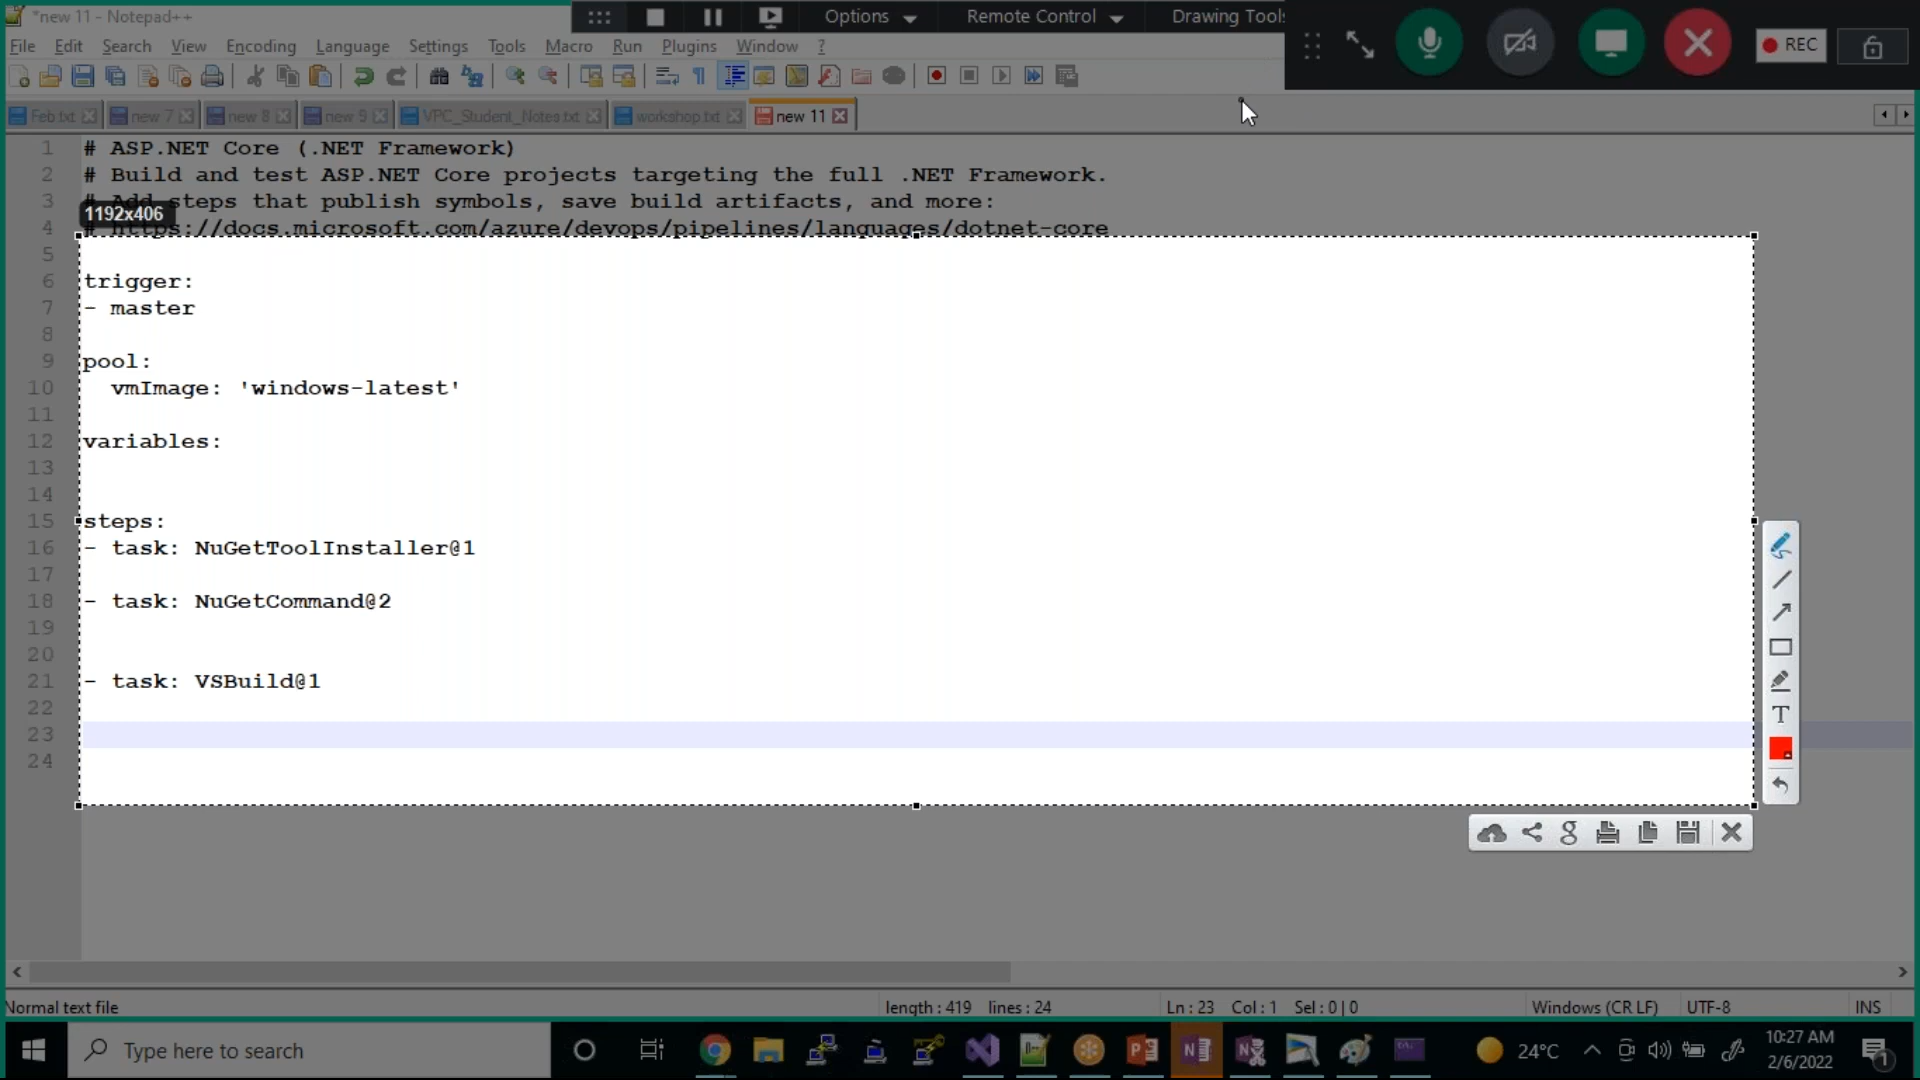 *new 11 - Notepad++
Options
Remote Control
Drawing Tools
REC
File Edit Search View Encoding Language Settings Tools Macro Run Plugins Window ?
Feb.txt new 7 new 8 new 9 VPC_Student_Notes.txt workshop.txt new 11
1 # ASP.NET Core (.NET Framework)
2 # Build and test ASP.NET Core projects targeting the full .NET Framework.
3 # Add steps that publish symbols, save build artifacts, and more:
1192x406
4 # https://docs.microsoft.com/azure/devops/pipelines/languages/dotnet-core
5
6 trigger:
7 - master
8
9 pool:
10 vmImage: 'windows-latest'
11
12 variables:
13
14
15 steps:
16 - task: NuGetToolInstaller@1
17
18 - task: NuGetCommand@2
19
20
21 - task: VSBuild@1
22
23
24
T
g
Normal text file length : 419 lines : 24 Ln : 23 Col : 1 Sel : 0 | 0 Windows (CR LF) UTF-8 INS
Type here to search
24°C
10:27 AM
2/6/2022
1